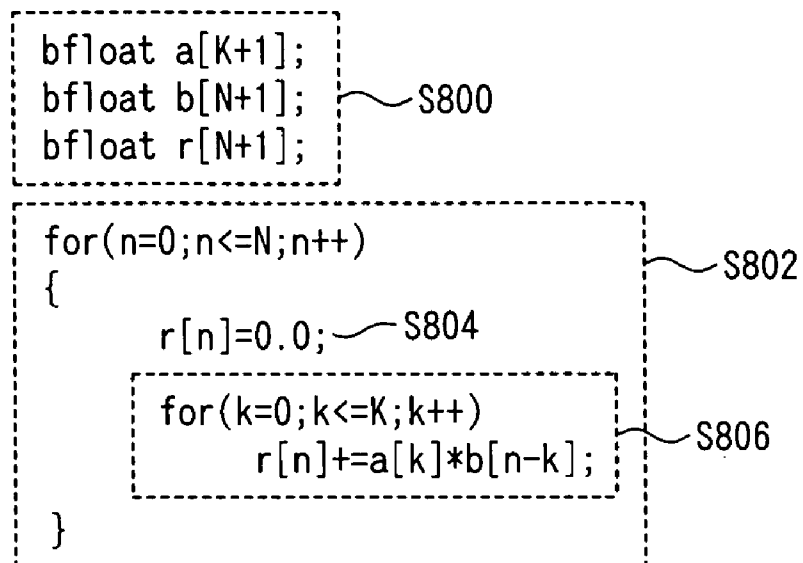 bfloat a[K+1];
bfloat b[N+1];
bfloat r[N+1];
S800
for(n=0;n<=N;n++)
S802
{
r[n]=0.0;
S804
for(k=0;k<=K;k++)
r[n]+=a[k]*b[n-k];
S806
}